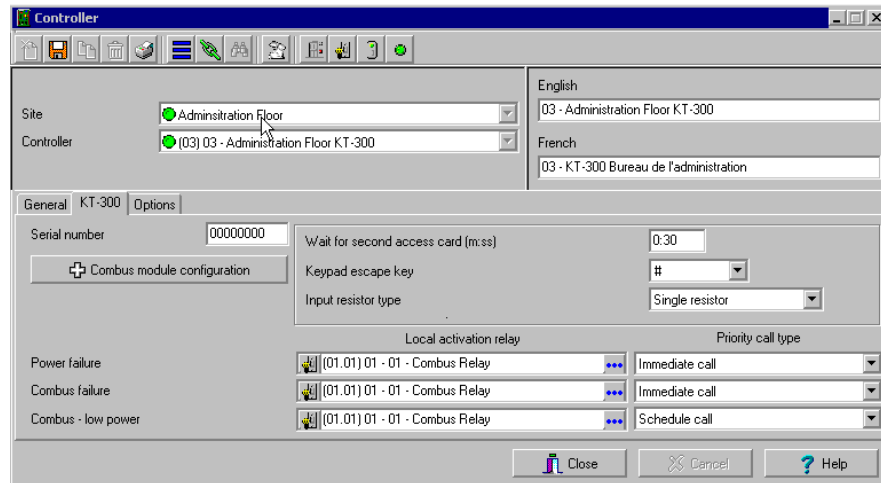 Controller
English
Site Adminsitration Floor 03 - Administration Floor KT-300
Controller (03) 03 - Administration Floor KT-300 French
03 - KT-300 Bureau de l'administration
General KT-300 Options
Serial number 00000000 Wait for second access card (m:ss) 0:30
Combus module configuration Keypad escape key #
Input resistor type Single resistor
Local activation relay Priority call type
Power failure (01.01) 01 - 01 - Combus Relay Immediate call
Combus failure (01.01) 01 - 01 - Combus Relay Immediate call
Combus - low power (01.01) 01 - 01 - Combus Relay Schedule call
Close Cancel Help